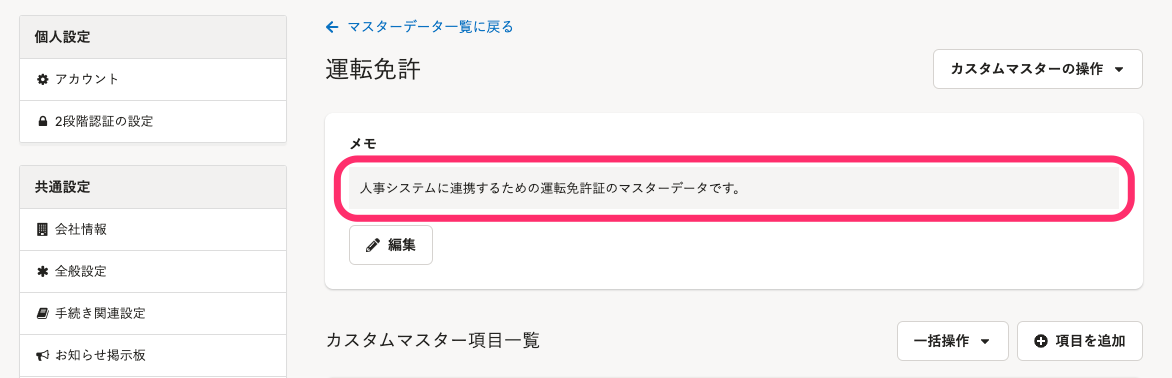 個人設定
アカウント
2段階認証の設定
共通設定
会社情報
全般設定
手続き関連設定
お知らせ掲示板
マスターデータ一覧に戻る
運転免許
カスタムマスターの操作
メモ
人事システムに連携するための運転免許証のマスターデータです。
編集
カスタムマスター項目一覧
一括操作
項目を追加